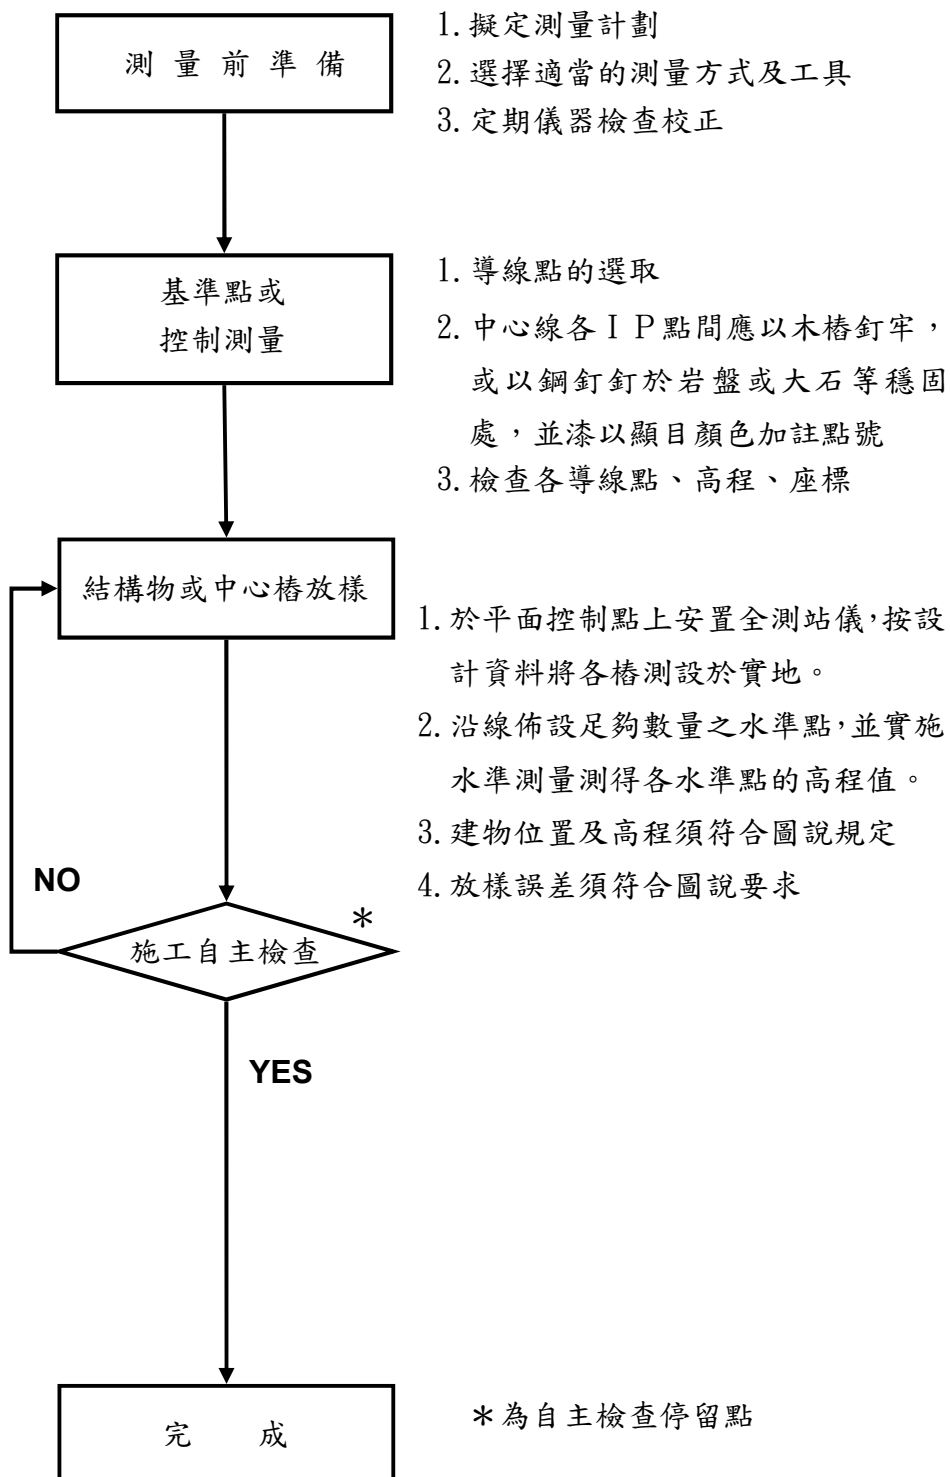 測量前準備
1.擬定測量計劃
2.選擇適當的測量方式及工具
3.定期儀器檢查校正
基準點或
控制測量
1.導線點的選取
2.中心線各ＩＰ點間應以木樁釘牢，
或以鋼釘釘於岩盤或大石等穩固
處，並漆以顯目顏色加註點號
3.檢查各導線點、高程、座標
結構物或中心樁放樣
1.於平面控制點上安置全測站儀，按設
計資料將各樁測設於實地。
2.沿線佈設足夠數量之水準點，並實施
水準測量測得各水準點的高程值。
3.建物位置及高程須符合圖說規定
4.放樣誤差須符合圖說要求
NO
＊
施工自主檢查
YES
完　成
＊為自主檢查停留點